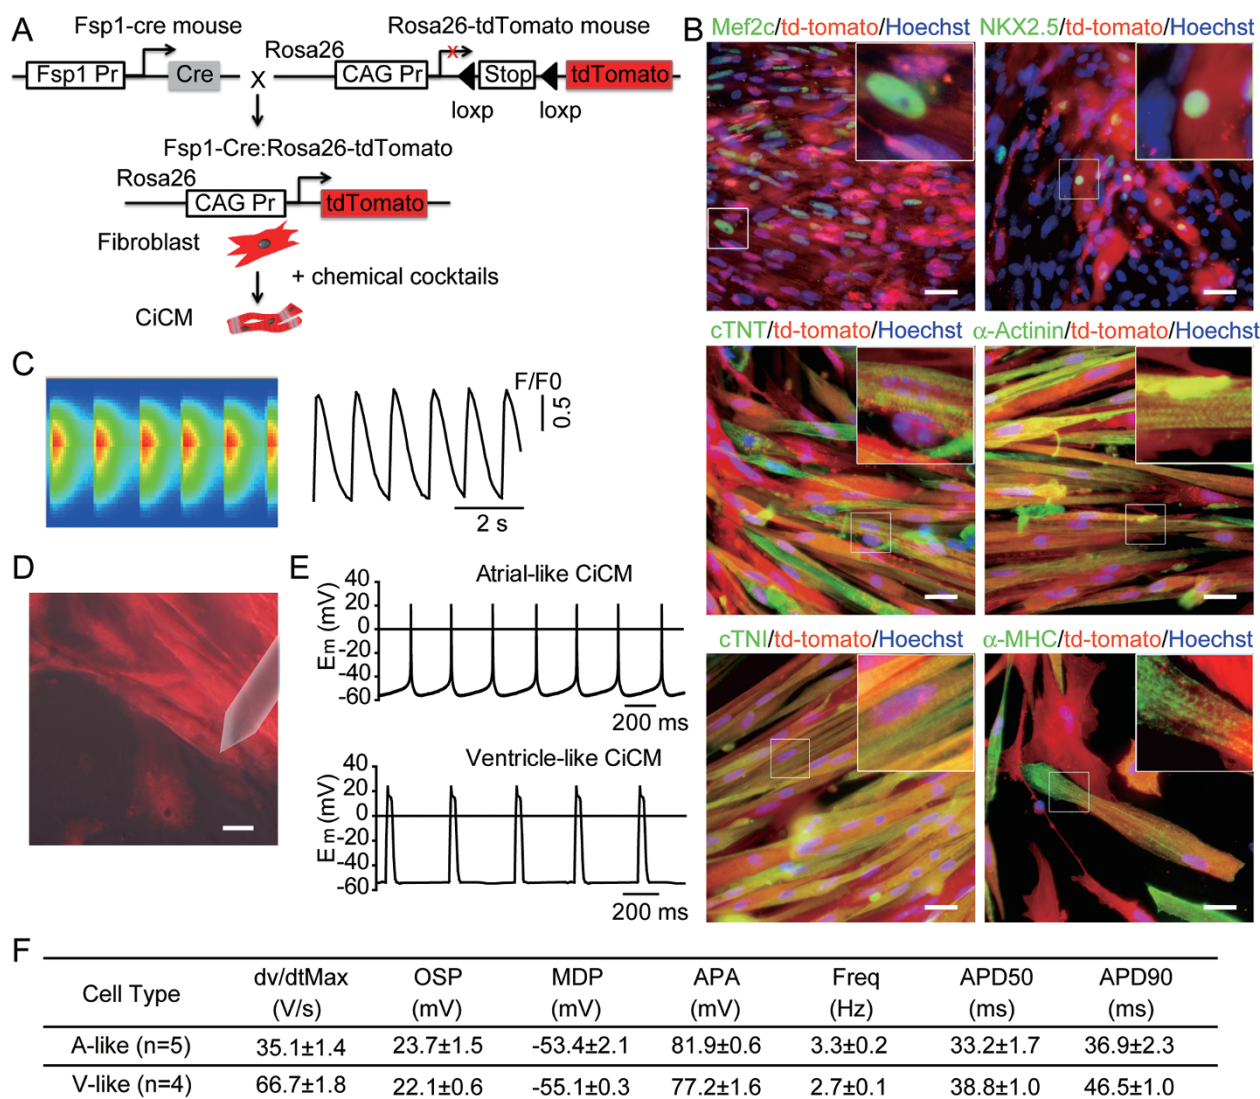 A
Fsp1-cre mouse
Rosa26-tdTomato mouse
Rosa26
Fsp1 Pr
Cre
X
CAG Pr
x
Stop
tdTomato
loxp
loxp
Fsp1-Cre:Rosa26-tdTomato
Rosa26
CAG Pr
tdTomato
Fibroblast
+ chemical cocktails
CiCM
B
Mef2c/td-tomato/Hoechst
NKX2.5/td-tomato/Hoechst
cTNT/td-tomato/Hoechst
α-Actinin/td-tomato/Hoechst
cTNI/td-tomato/Hoechst
α-MHC/td-tomato/Hoechst
C
F/F0
0.5
2 s
D
E
Atrial-like CiCM
Em (mV)
40
20
0
-20
-40
-60
200 ms
Ventricle-like CiCM
Em (mV)
40
20
0
-20
-40
-60
200 ms
F
Cell Type dv/dtMax (V/s) OSP (mV) MDP (mV) APA (mV) Freq (Hz) APD50 (ms) APD90 (ms)
A-like (n=5) 35.1±1.4 23.7±1.5 -53.4±2.1 81.9±0.6 3.3±0.2 33.2±1.7 36.9±2.3
V-like (n=4) 66.7±1.8 22.1±0.6 -55.1±0.3 77.2±1.6 2.7±0.1 38.8±1.0 46.5±1.0